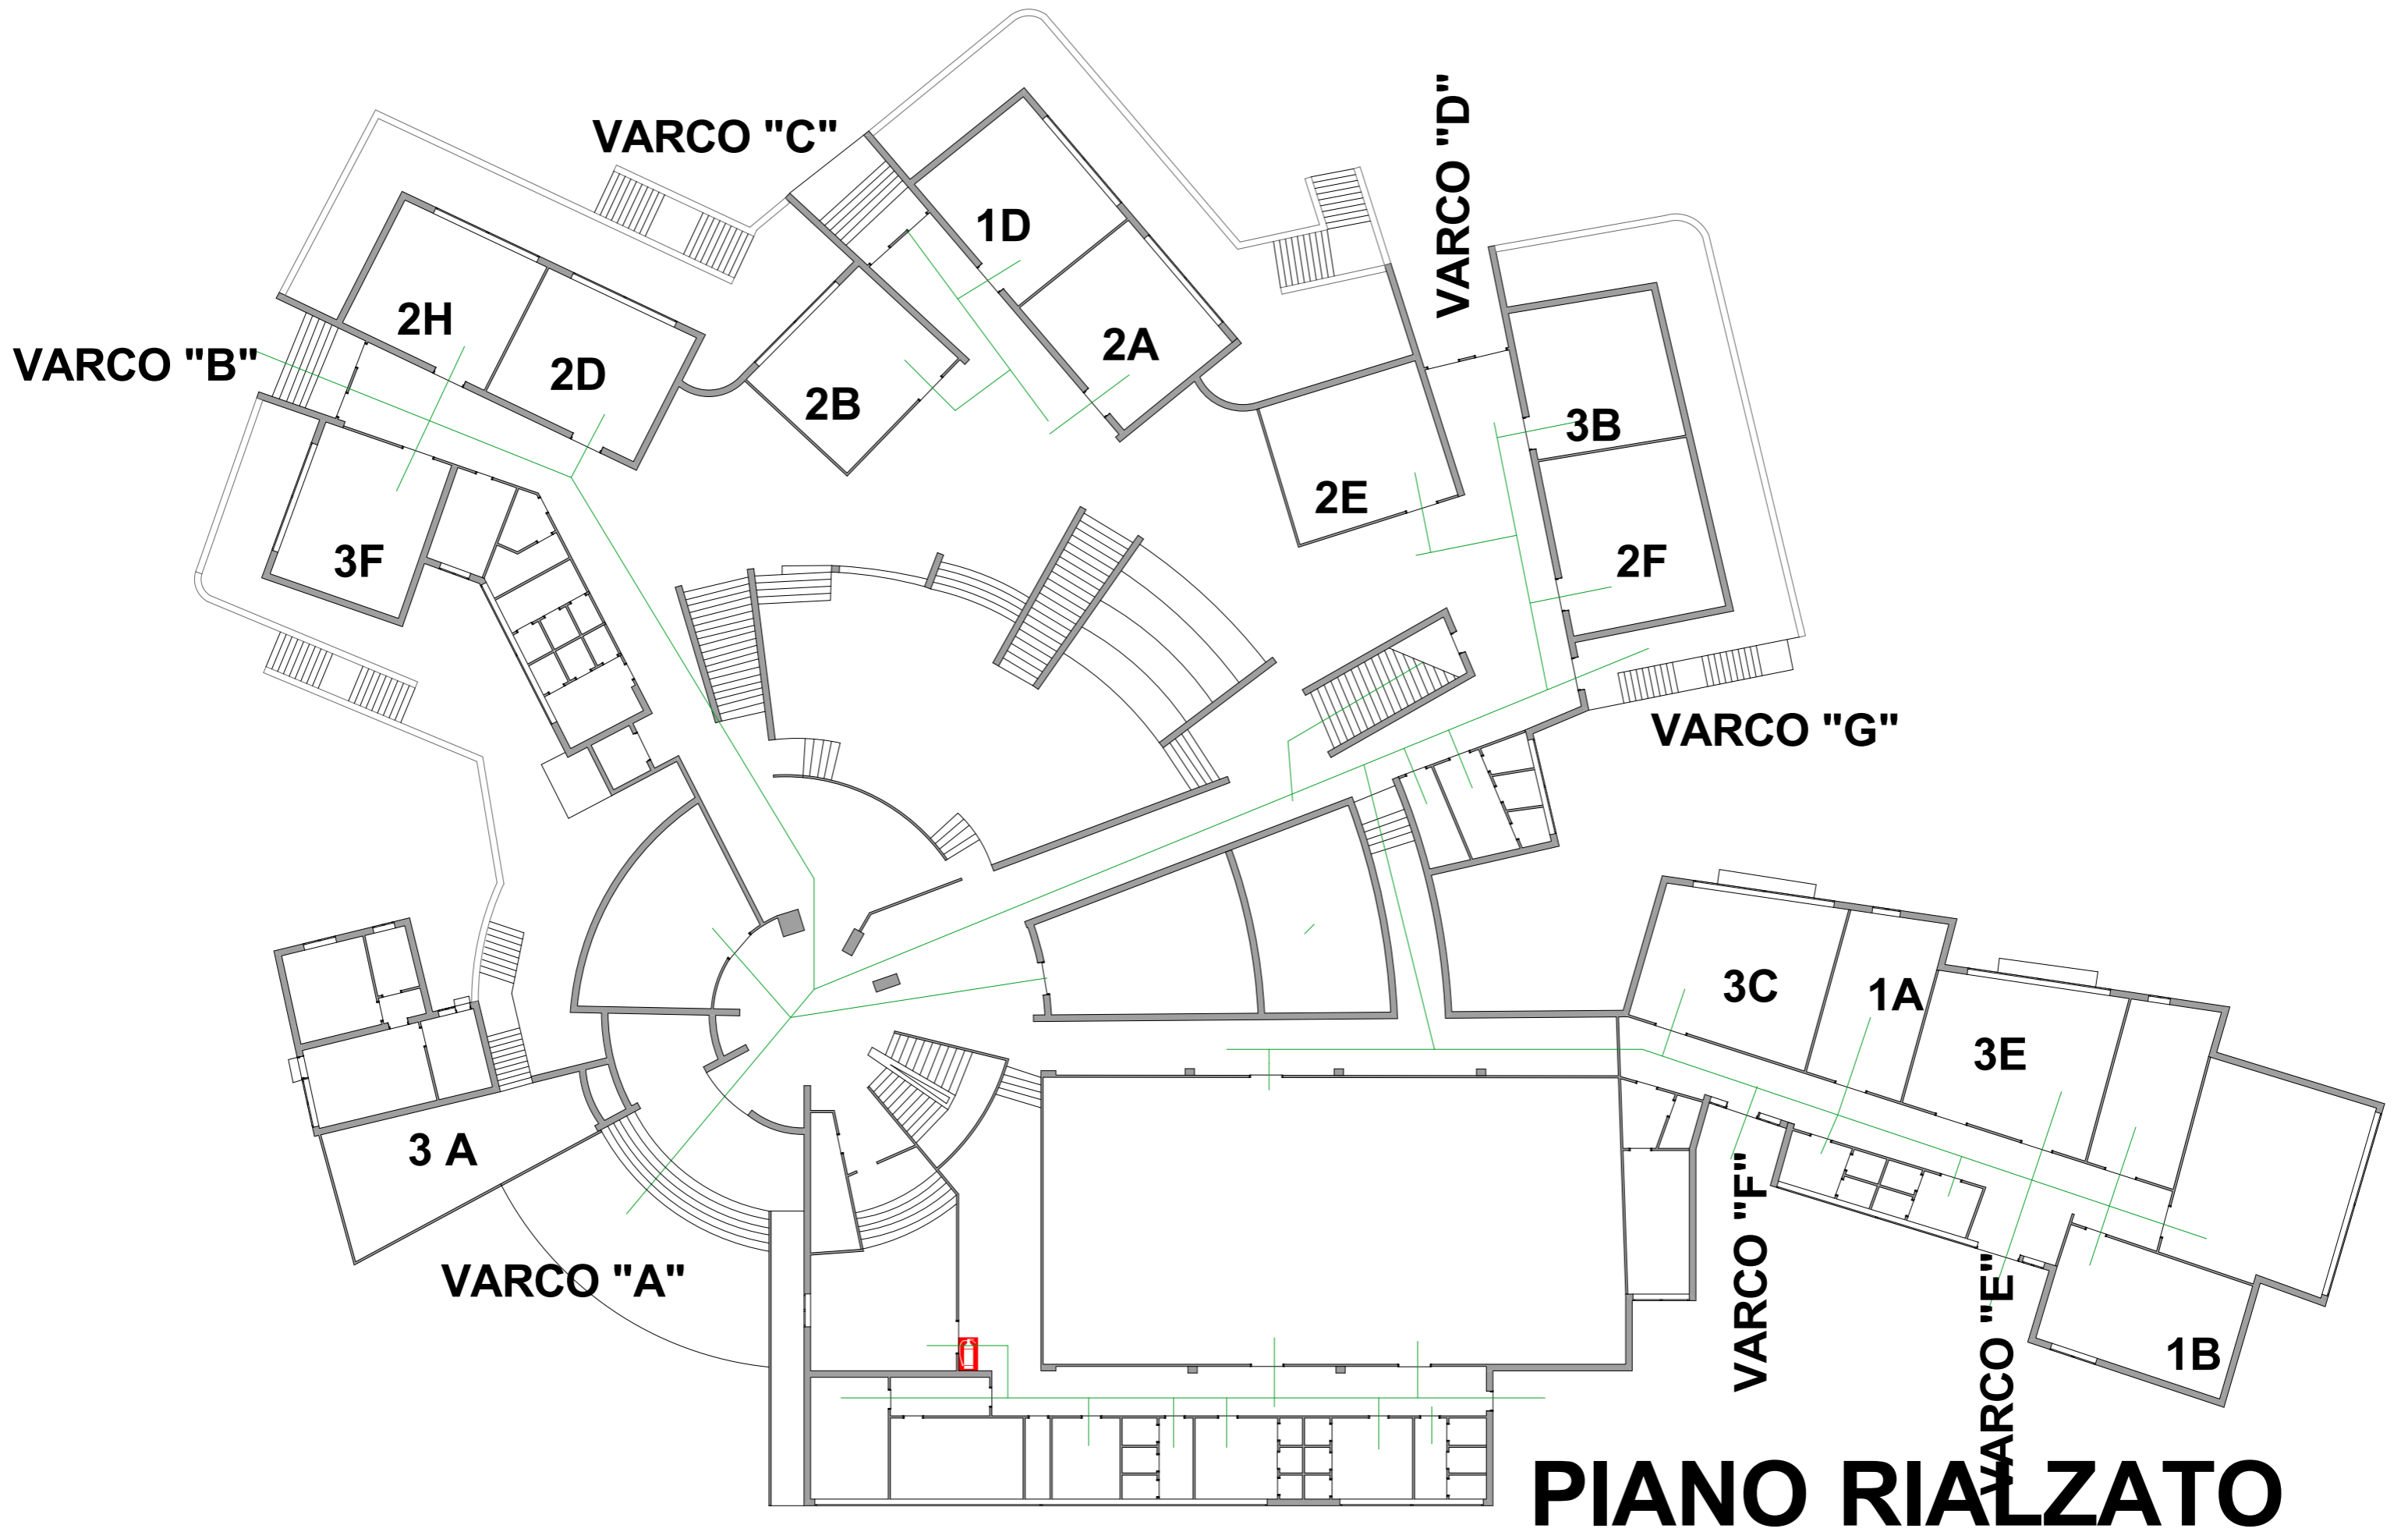 VARCO "C"
VARCO "D"
1D
2H
2A
VARCO "B"
2D
2B
3B
2E
3F
2F
VARCO "G"
3C
1A
3E
3 A
VARCO "F"
VARCO "A"
VARCO "E"
1B
PIANO RIALZATO